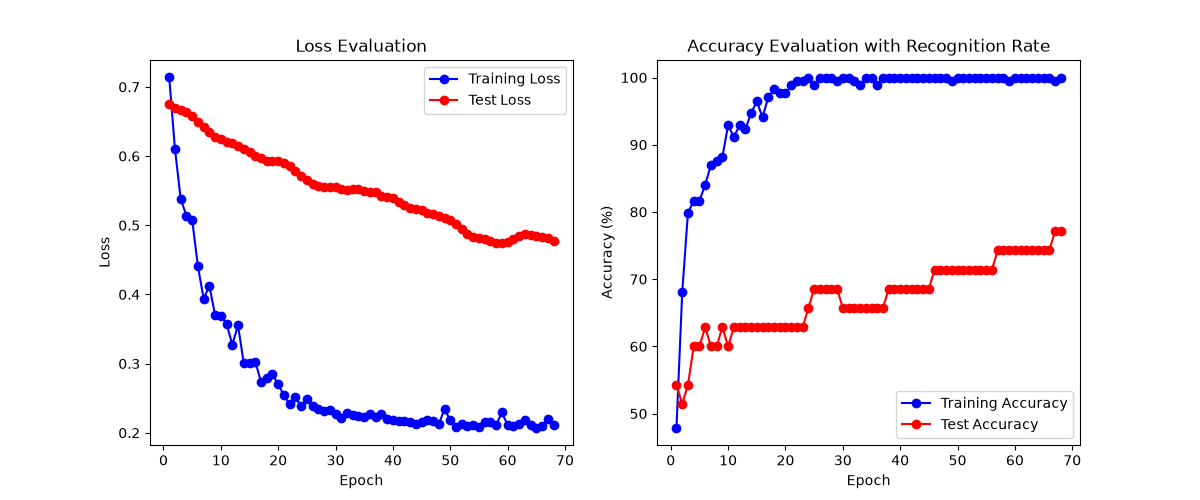 Loss Evaluation
0.7
0.6
0.5
0.4
0.3
0.2
Loss
0 10 20 30 40 50 60 70
Epoch
Training Loss
Test Loss
Accuracy Evaluation with Recognition Rate
100
90
80
70
60
50
Accuracy (%)
0 10 20 30 40 50 60 70
Epoch
Training Accuracy
Test Accuracy